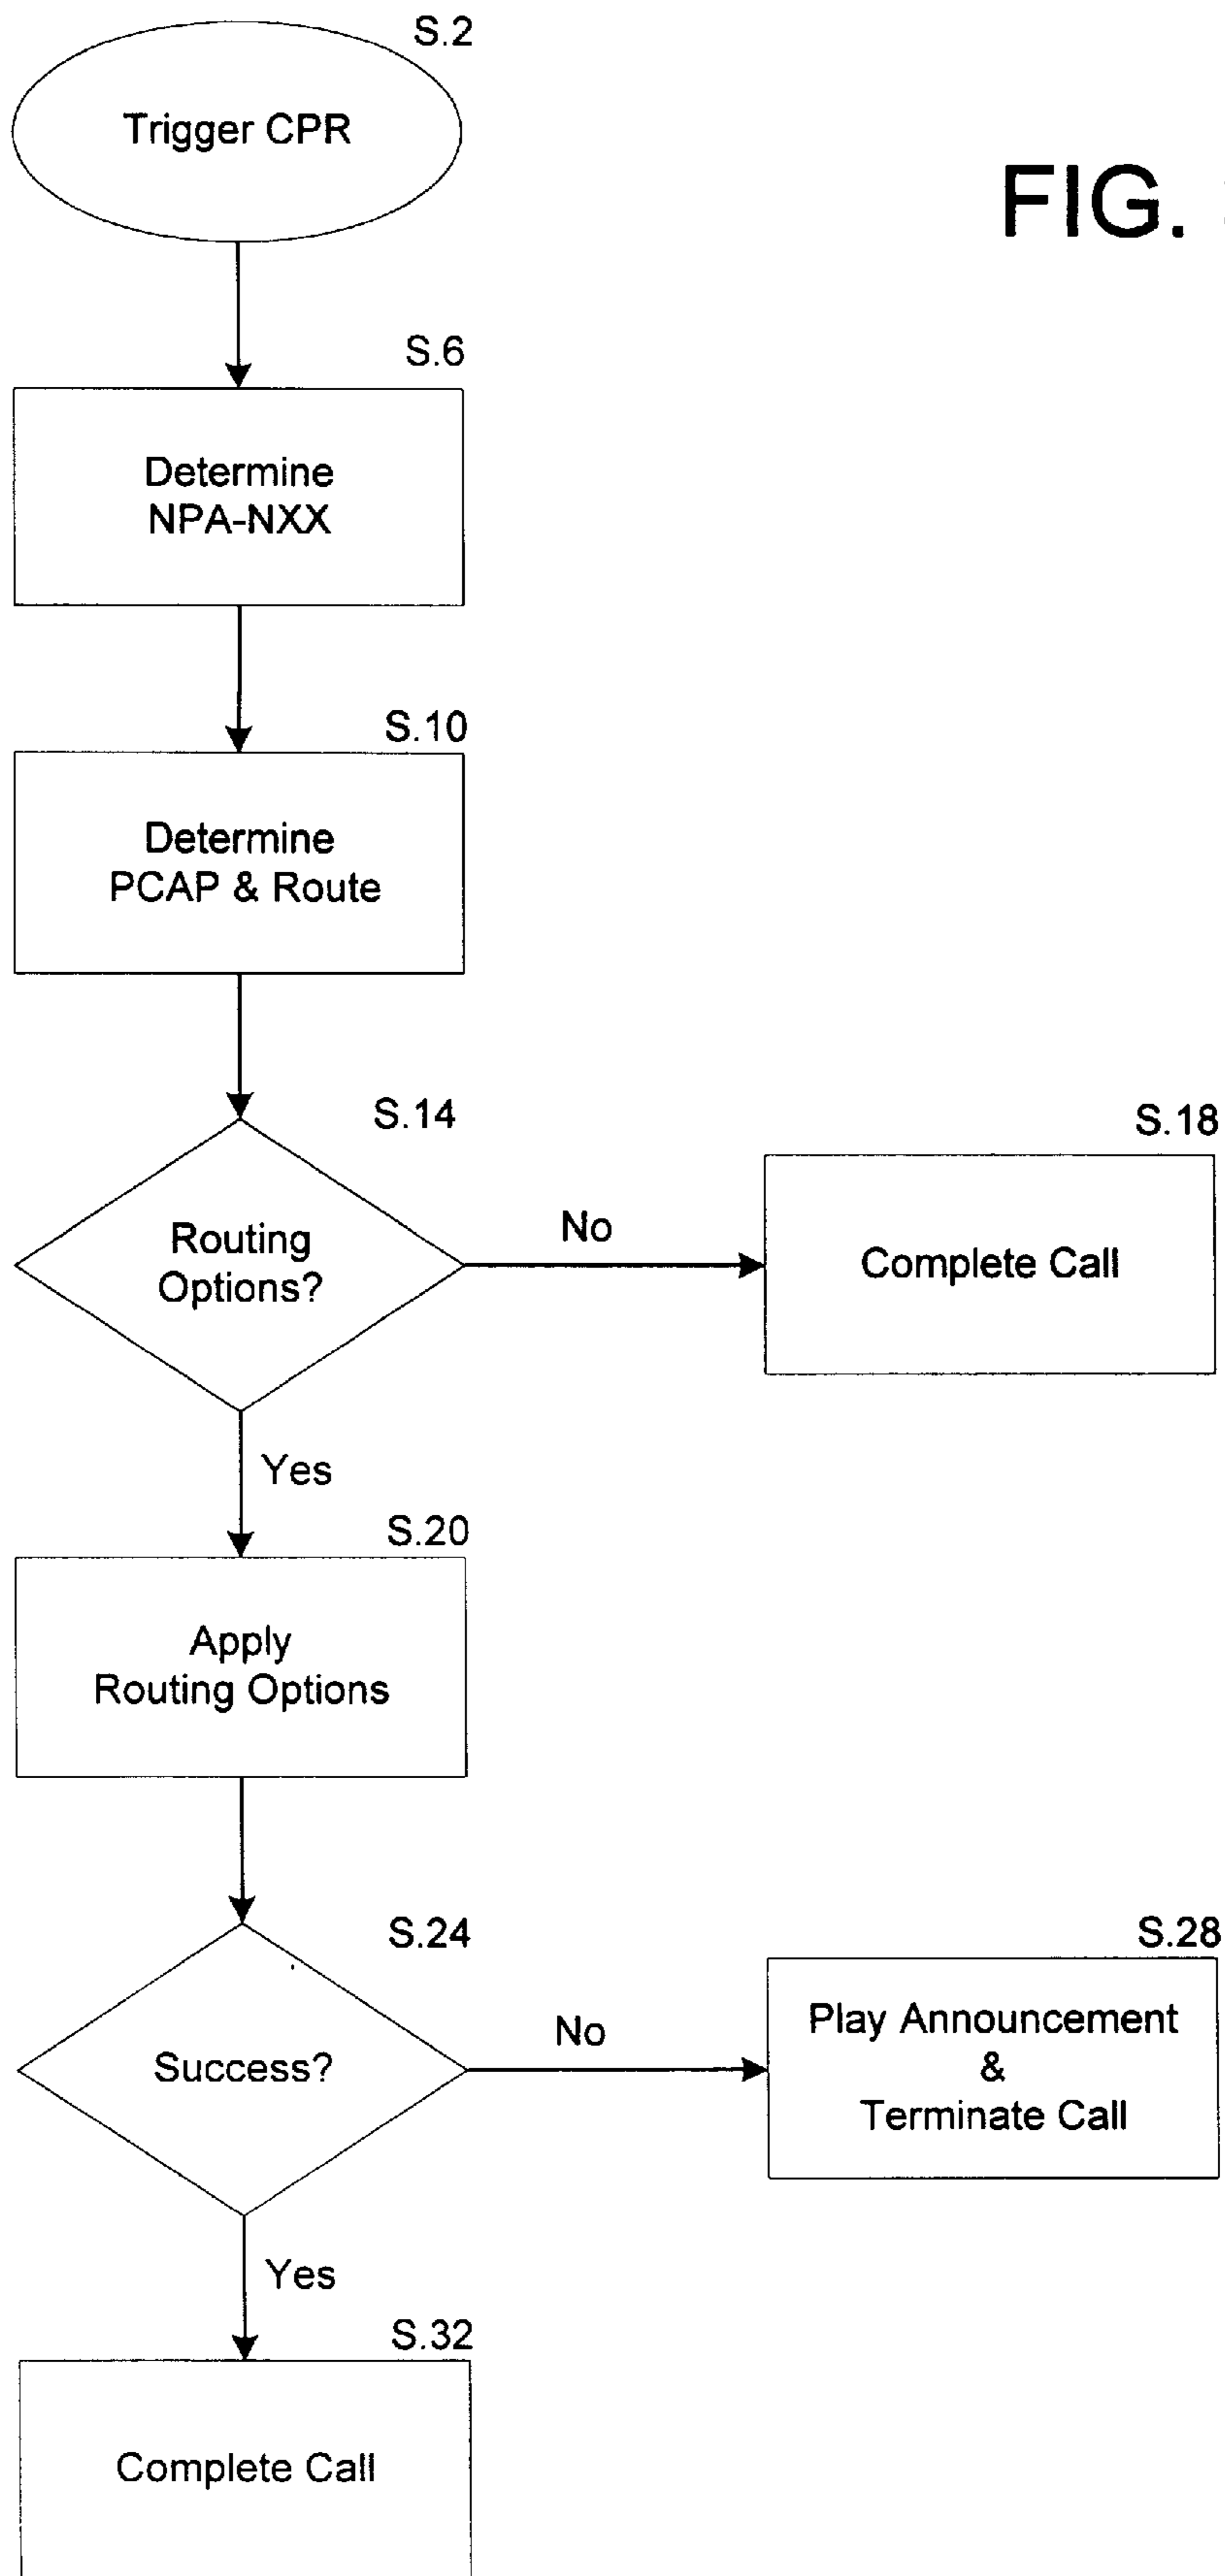 S.2
Trigger CPR
FIG.
S.6
Determine
NPA-NXX
S.10
Determine
PCAP & Route
S.14
Routing
Options?
No
S.18
Complete Call
Yes
S.20
Apply
Routing Options
S.24
Success?
No
S.28
Play Announcement
&
Terminate Call
Yes
S.32
Complete Call